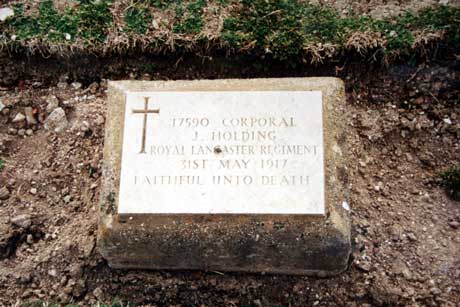 17590 CORPORAL
J. HOLDING
ROYAL LANCASTER REGIMENT
31ST MAY 1917
FAITHFUL UNTO DEATH